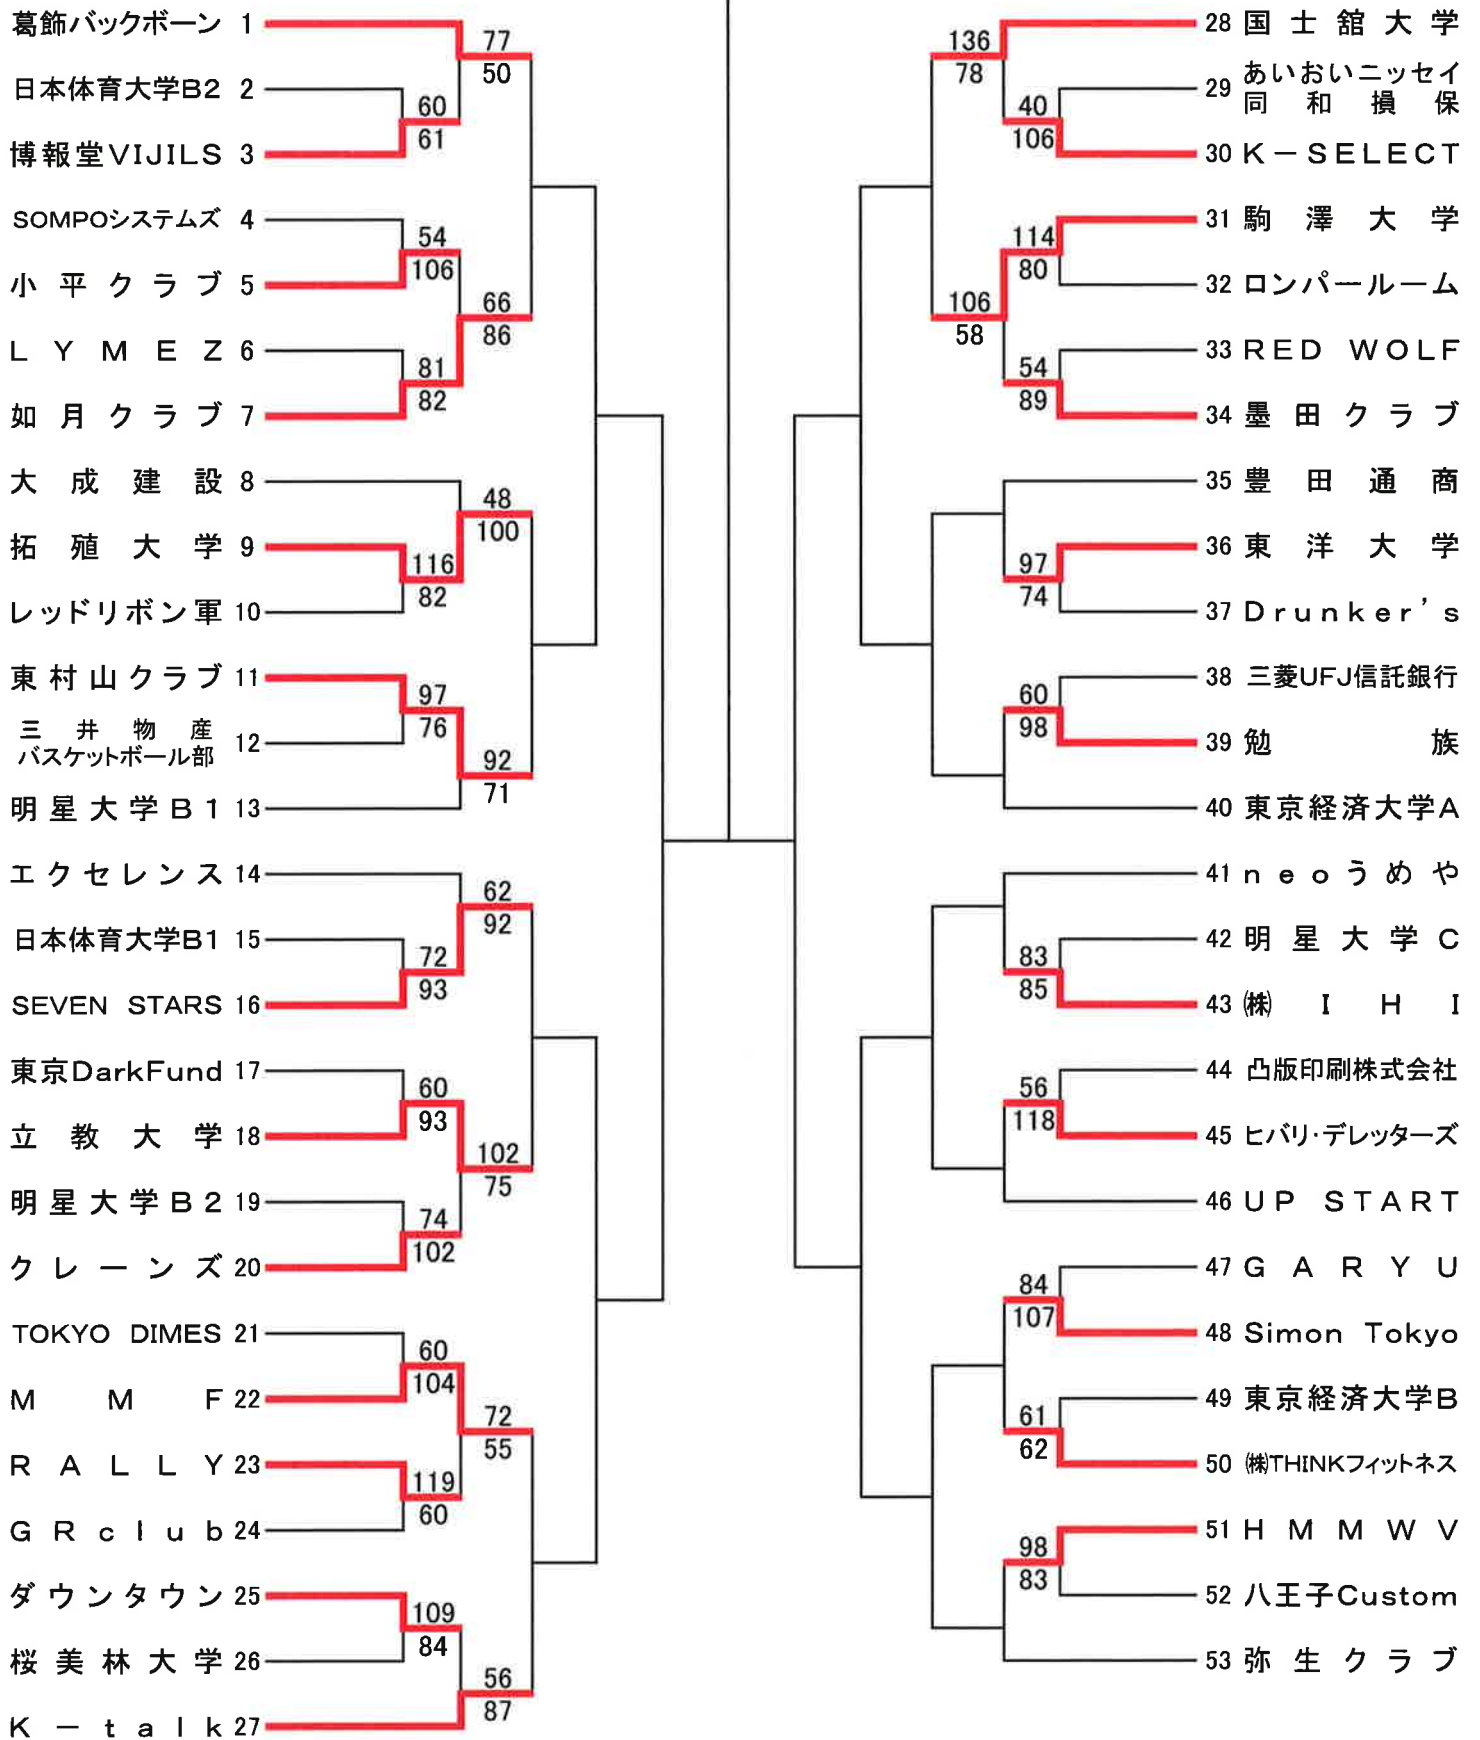 葛飾バックボーン 1
77
50
日本体育大学B2 2
60
61
博報堂VIJILS 3
SOMPOシステムズ 4
54
106
小平クラブ 5
66
86
LYMEZ 6
81
82
如月クラブ 7
大成建設 8
48
100
拓殖大学 9
116
82
レッドリボン軍 10
東村山クラブ 11
97
76
三井物産
バスケットボール部 12
92
71
明星大学B1 13
エクセレンス 14
62
92
日本体育大学B1 15
72
93
SEVEN STARS 16
東京DarkFund 17
60
93
立教大学 18
102
75
明星大学B2 19
74
102
クレーンズ 20
TOKYO DIMES 21
60
104
MMF 22
72
55
RALLY 23
119
60
GRclub 24
ダウンタウン 25
109
84
桜美林大学 26
56
87
K－talk 27
28 国士舘大学
136
78
29 あいおいニッセイ
同和損保
40
106
30 K－SELECT
31 駒澤大学
114
80
32 ロンパールーム
106
58
33 RED WOLF
54
89
34 墨田クラブ
35 豊田通商
36 東洋大学
97
74
37 Drunker's
38 三菱UFJ信託銀行
60
98
39 勉族
40 東京経済大学A
41 neoうめや
42 明星大学C
83
85
43 ㈱IHI
44 凸版印刷株式会社
56
118
45 ヒバリ・デレッターズ
46 UP START
47 GARYU
84
107
48 Simon Tokyo
49 東京経済大学B
61
62
50 ㈱THINKフィットネス
51 HMMWV
98
83
52 八王子Custom
53 弥生クラブ